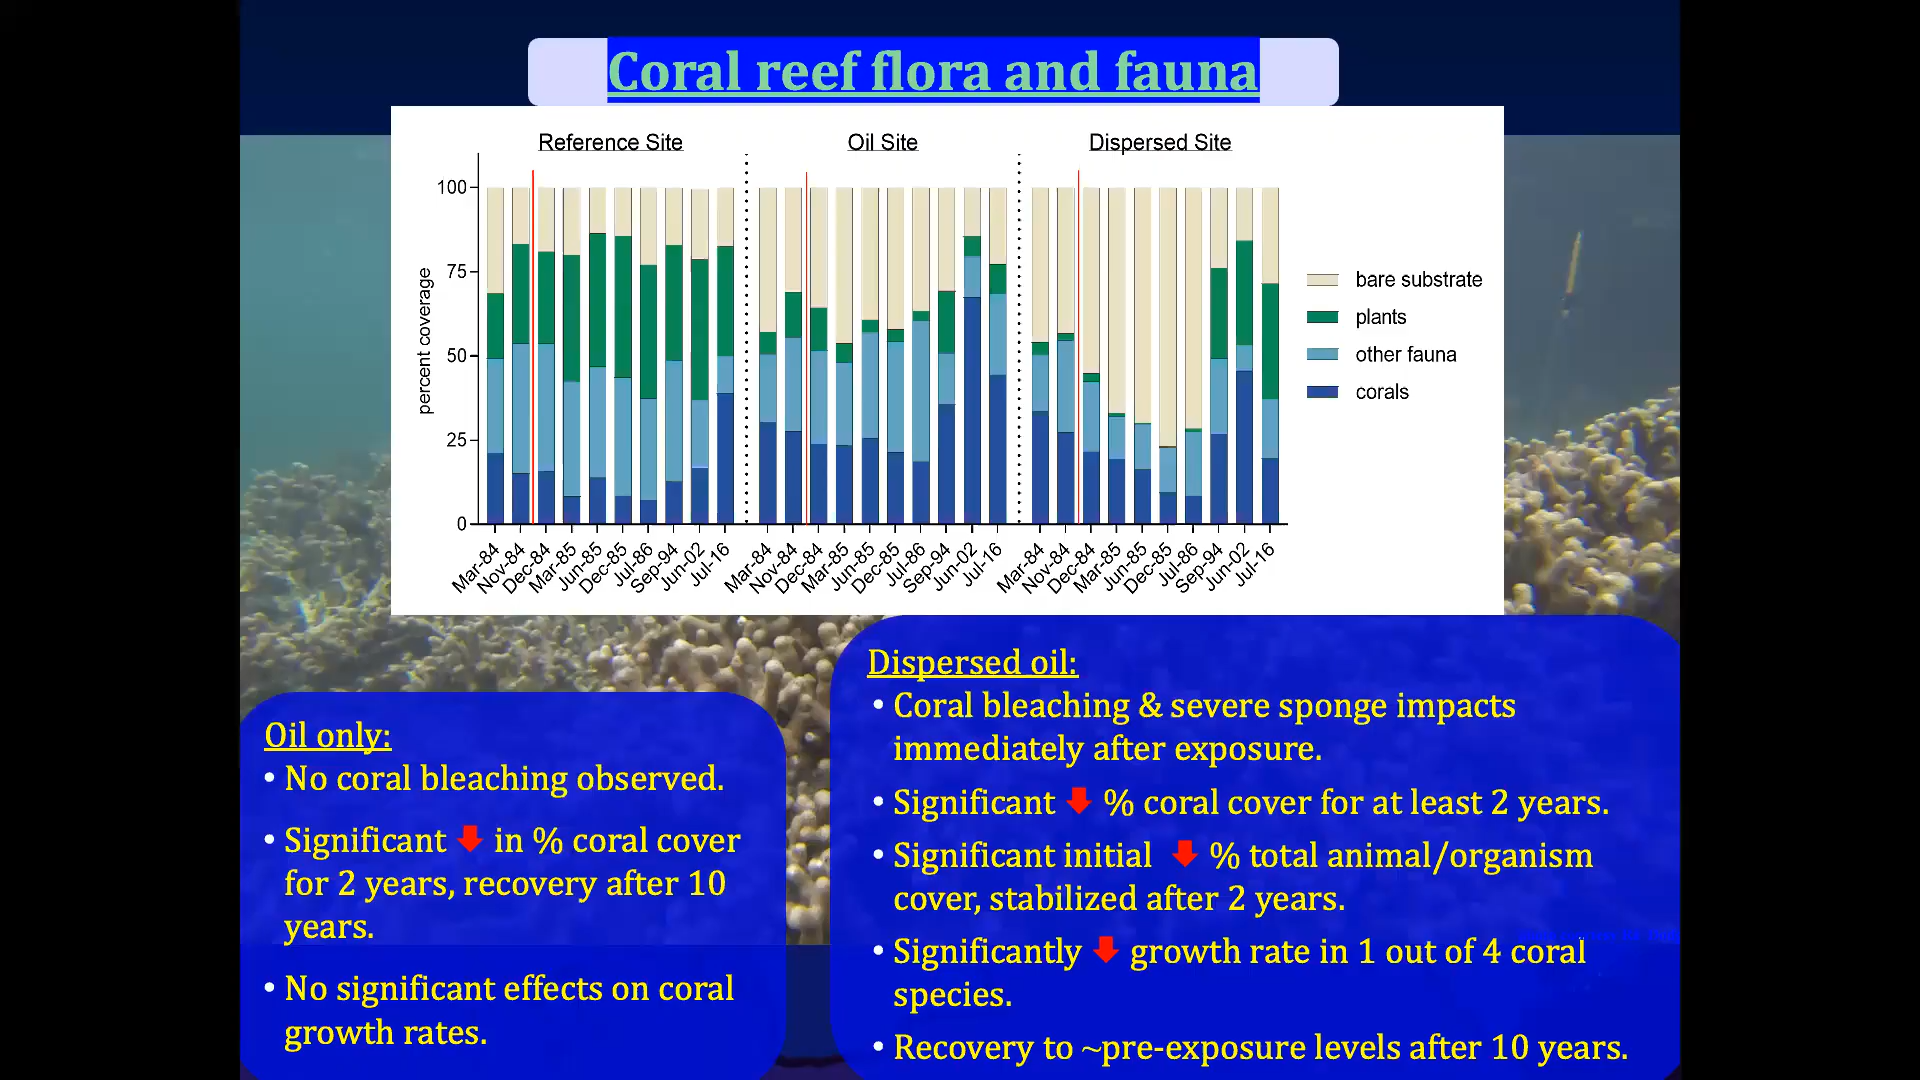 Coral reef flora and fauna
Reference Site
Oil Site
Dispersed Site
percent coverage
100
75
50
25
0
Mar-84
Nov-84
Dec-84
Mar-85
Jun-85
Dec-85
Jul-86
Sep-94
Jun-02
Jul-16
Mar-84
Nov-84
Dec-84
Mar-85
Jun-85
Dec-85
Jul-86
Sep-94
Jun-02
Jul-16
Mar-84
Nov-84
Dec-84
Mar-85
Jun-85
Dec-85
Jul-86
Sep-94
Jun-02
Jul-16
bare substrate
plants
other fauna
corals
Oil only:
• No coral bleaching observed.
• Significant in % coral cover
for 2 years, recovery after 10
years.
• No significant effects on coral
growth rates.
Dispersed oil:
• Coral bleaching & severe sponge impacts
immediately after exposure.
• Significant % coral cover for at least 2 years.
• Significant initial % total animal/organism
cover, stabilized after 2 years.
• Significantly growth rate in 1 out of 4 coral
species.
• Recovery to ~pre-exposure levels after 10 years.